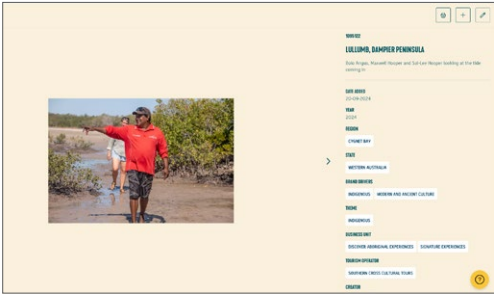 LULLUMB, DAMPIER PENINSULA
Bolo Angus, Maxwell Hooper and Sai-Len Hooper looking at the tide
coming in
DATE ADDED
20-08-2024
YEAR
2024
REGION
CYGNET BAY
STATE
WESTERN AUSTRALIA
BRAND DRIVERS
INDIGENOUS
MODERN AND ANCIENT CULTURE
THEME
INDIGENOUS
BUSINESS UNIT
DISCOVER ABORIGINAL EXPERIENCES
SIGNATURE EXPERIENCES
TOURISM OPERATOR
SOUTHERN CROSS CULTURAL TOURS
CREATOR